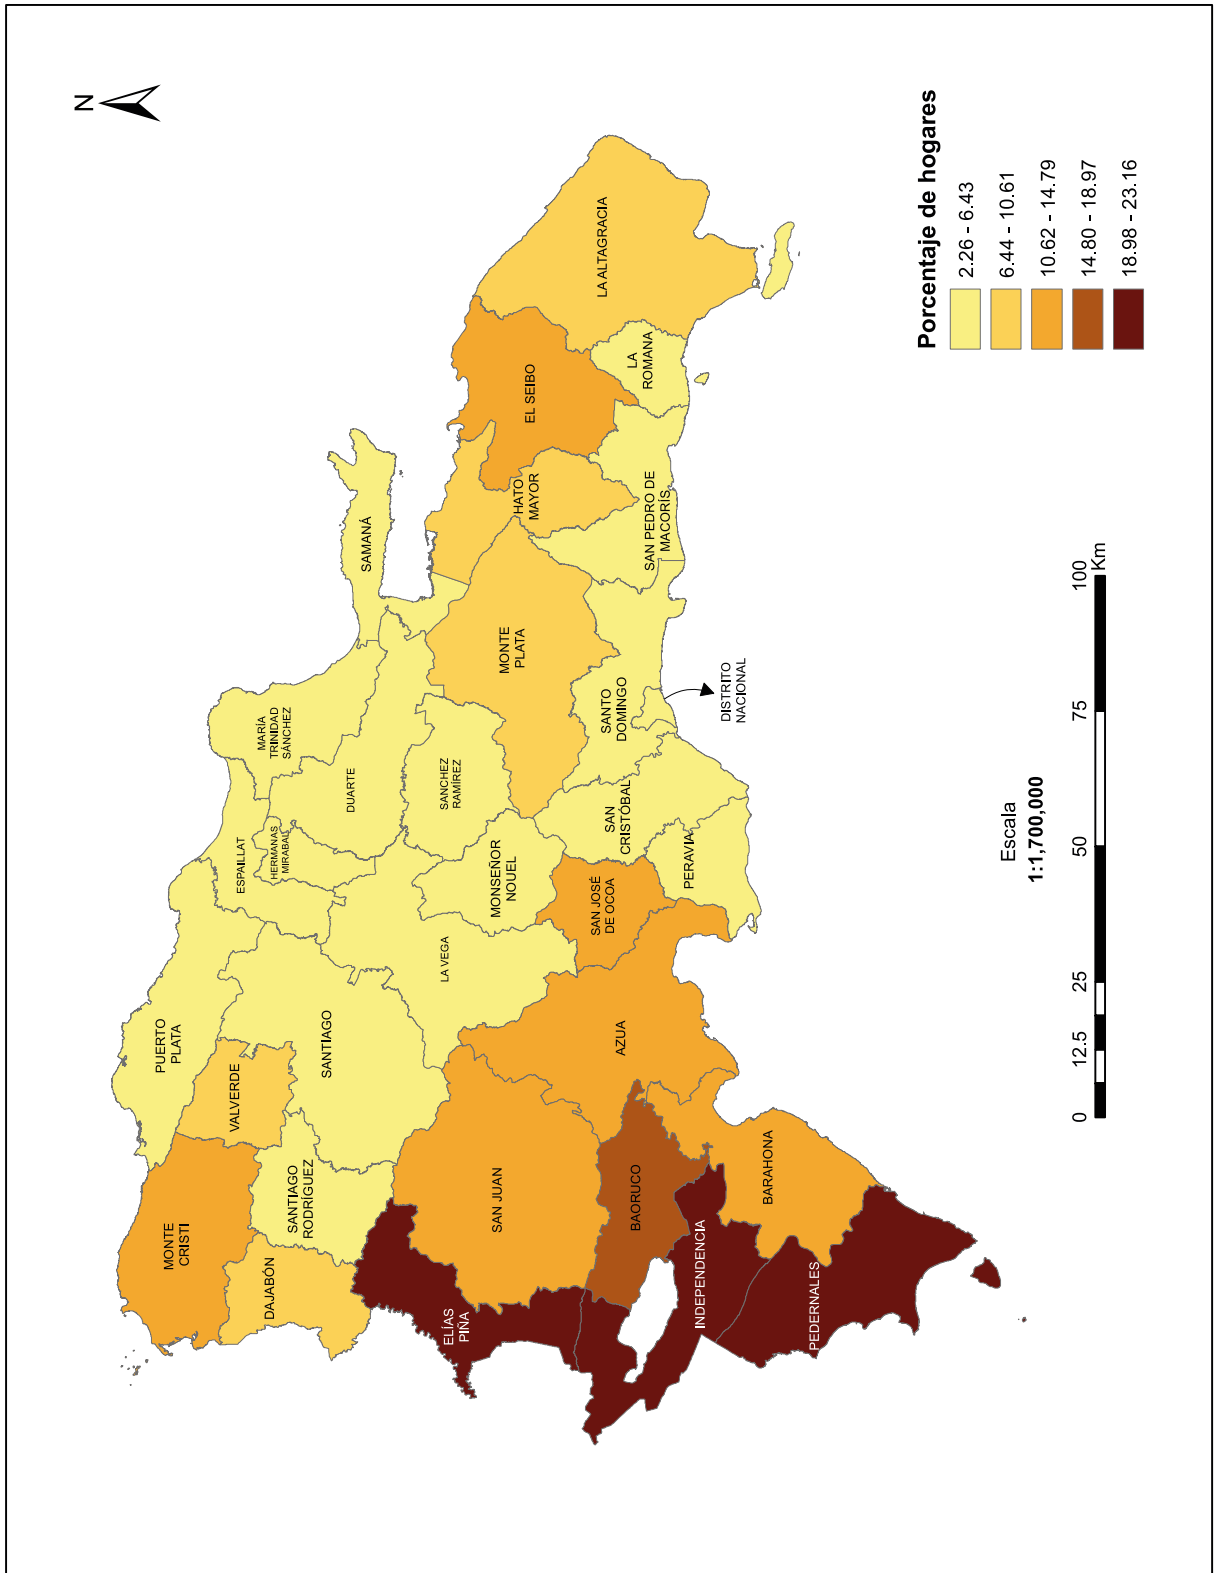 N
PUERTO
PLATA
ESPAILLAT
MARÍA
TRINIDAD
SÁNCHEZ
HERMANAS
MIRABAL
SAMANÁ
MONTE
CRISTI
VALVERDE
DAJABÓN
SANTIAGO
RODRÍGUEZ
SANTIAGO
DUARTE
LA VEGA
SÁNCHEZ
RAMÍREZ
MONSEÑOR
NOUEL
MONTE
PLATA
HATO
MAYOR
EL SEIBO
LA ALTAGRACIA
ELÍAS
PIÑA
SAN JUAN
AZUA
SAN JOSÉ
DE OCOA
SAN
CRISTÓBAL
SANTO
DOMINGO
SAN PEDRO DE
MACORÍS
LA
ROMANA
BAORUCO
PERAVIA
DISTRITO
NACIONAL
INDEPENDENCIA
BARAHONA
PEDERNALES
Porcentaje de hogares
2.26 - 6.43
6.44 - 10.61
10.62 - 14.79
14.80 - 18.97
18.98 - 23.16
Escala
1:1,700,000
0 12.5 25 50 75 100
Km